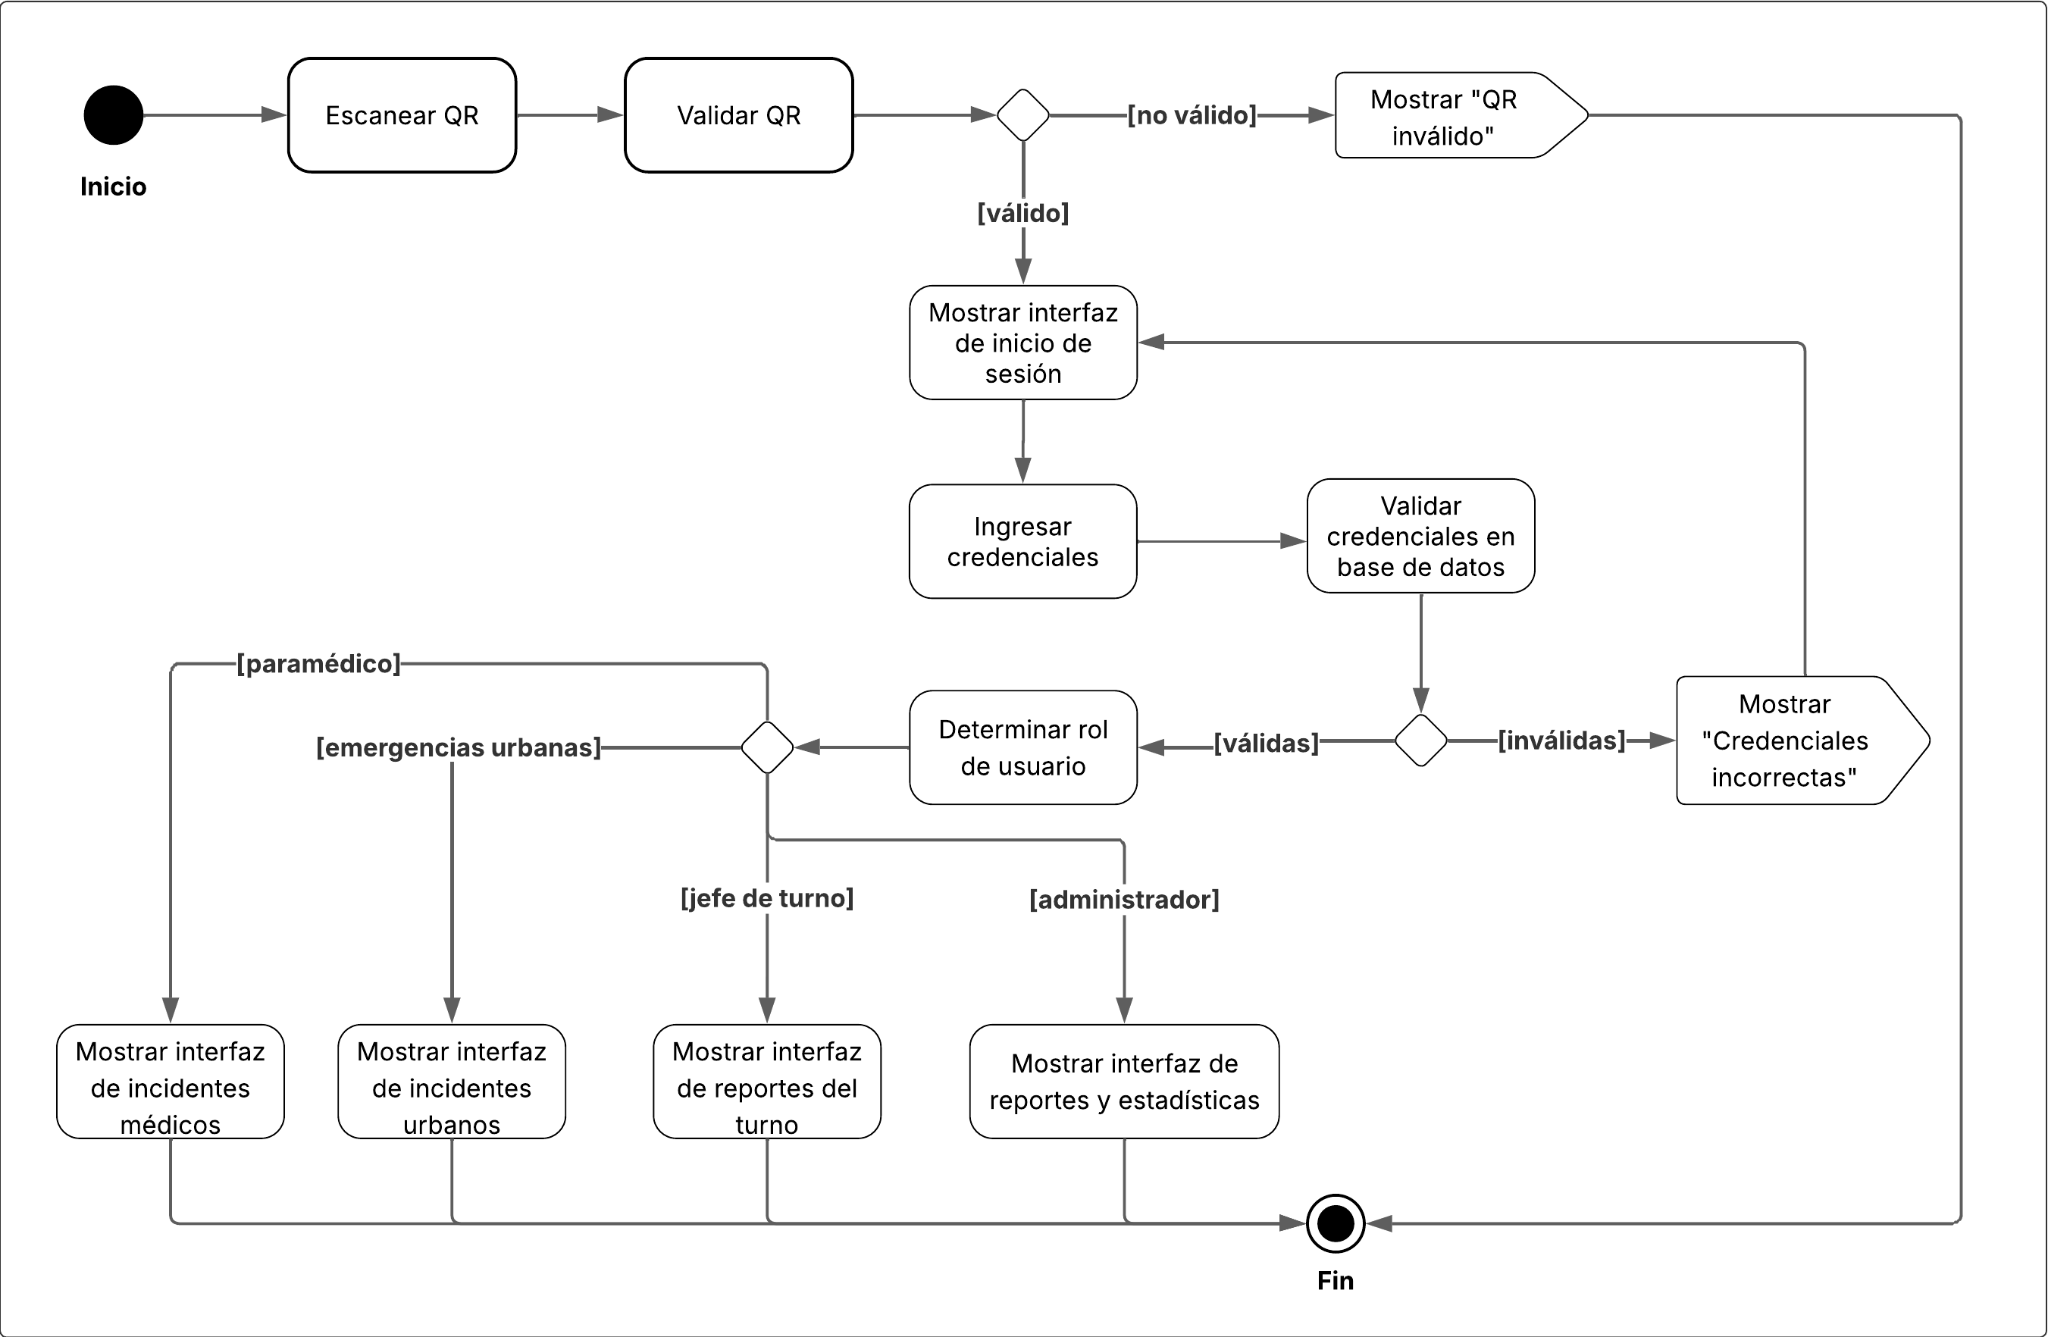 Escanear QR
Validar QR
[no válido]
Mostrar "QR
inválido"
Inicio
[válido]
Mostrar interfaz
de inicio de
sesión
Ingresar
credenciales
Validar
credenciales en
base de datos
[paramédico]
[emergencias urbanas]
Determinar rol
de usuario
[válidas]
[inválidas]
Mostrar
"Credenciales
incorrectas"
[jefe de turno]
[administrador]
Mostrar interfaz
de incidentes
médicos
Mostrar interfaz
de incidentes
urbanos
Mostrar interfaz
de reportes del
turno
Mostrar interfaz de
reportes y estadísticas
Fin